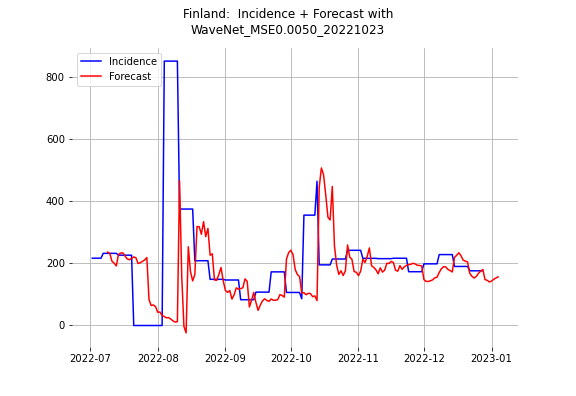 Finland:  Incidence + Forecast with
WaveNet_MSE0.0050_20221023
Incidence
Forecast
800
600
400
200
0
2022-07 2022-08 2022-09 2022-10 2022-11 2022-12 2023-01